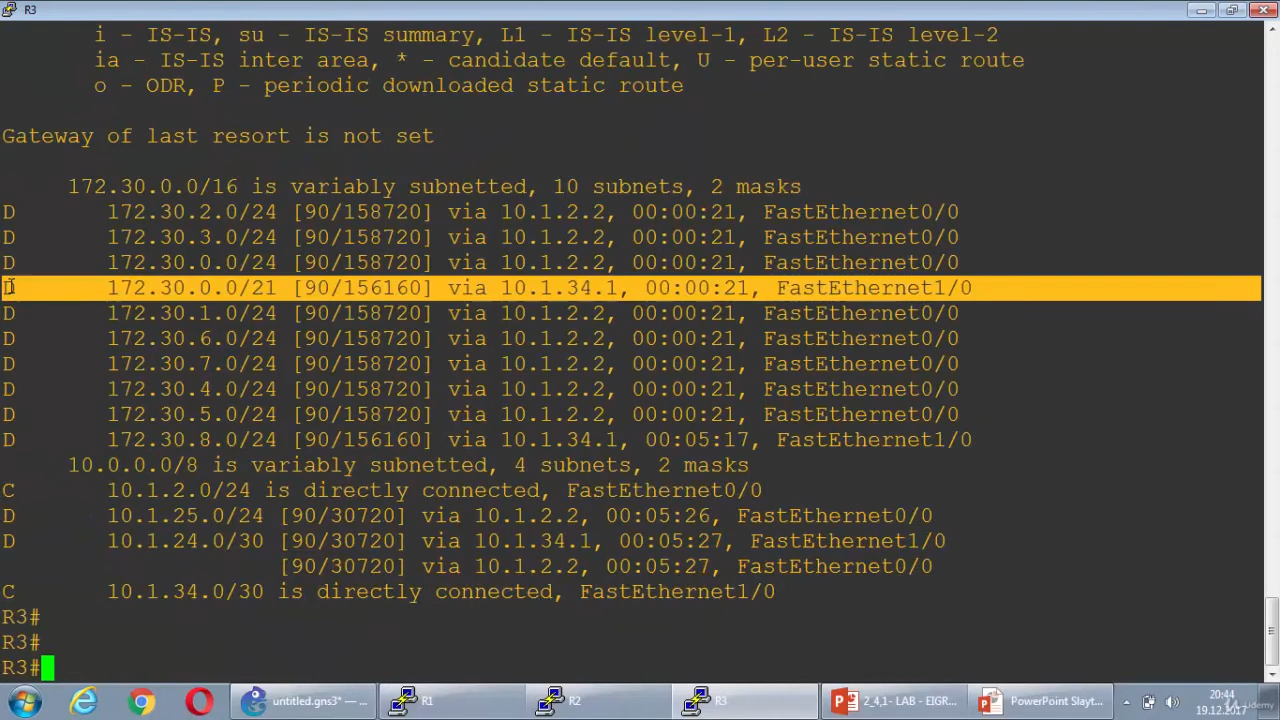 R3
i - IS-IS, su - IS-IS summary, L1 - IS-IS level-1, L2 - IS-IS level-2
ia - IS-IS inter area, * - candidate default, U - per-user static route
o - ODR, P - periodic downloaded static route
Gateway of last resort is not set
172.30.0.0/16 is variably subnetted, 10 subnets, 2 masks
D 172.30.2.0/24 [90/158720] via 10.1.2.2, 00:00:21, FastEthernet0/0
D 172.30.3.0/24 [90/158720] via 10.1.2.2, 00:00:21, FastEthernet0/0
D 172.30.0.0/24 [90/158720] via 10.1.2.2, 00:00:21, FastEthernet0/0
D 172.30.0.0/21 [90/156160] via 10.1.34.1, 00:00:21, FastEthernet1/0
D 172.30.1.0/24 [90/158720] via 10.1.2.2, 00:00:21, FastEthernet0/0
D 172.30.6.0/24 [90/158720] via 10.1.2.2, 00:00:21, FastEthernet0/0
D 172.30.7.0/24 [90/158720] via 10.1.2.2, 00:00:21, FastEthernet0/0
D 172.30.4.0/24 [90/158720] via 10.1.2.2, 00:00:21, FastEthernet0/0
D 172.30.5.0/24 [90/158720] via 10.1.2.2, 00:00:21, FastEthernet0/0
D 172.30.8.0/24 [90/156160] via 10.1.34.1, 00:05:17, FastEthernet1/0
10.0.0.0/8 is variably subnetted, 4 subnets, 2 masks
C 10.1.2.0/24 is directly connected, FastEthernet0/0
D 10.1.25.0/24 [90/30720] via 10.1.2.2, 00:05:26, FastEthernet0/0
D 10.1.24.0/30 [90/30720] via 10.1.34.1, 00:05:27, FastEthernet1/0
[90/30720] via 10.1.2.2, 00:05:27, FastEthernet0/0
C 10.1.34.0/30 is directly connected, FastEthernet1/0
R3#
R3#
R3#
untitled.gns3* — ... R1 R2 R3 2_4,1- LAB - EIGR... PowerPoint Slayt... 20:44
19.12.2017
Udemy